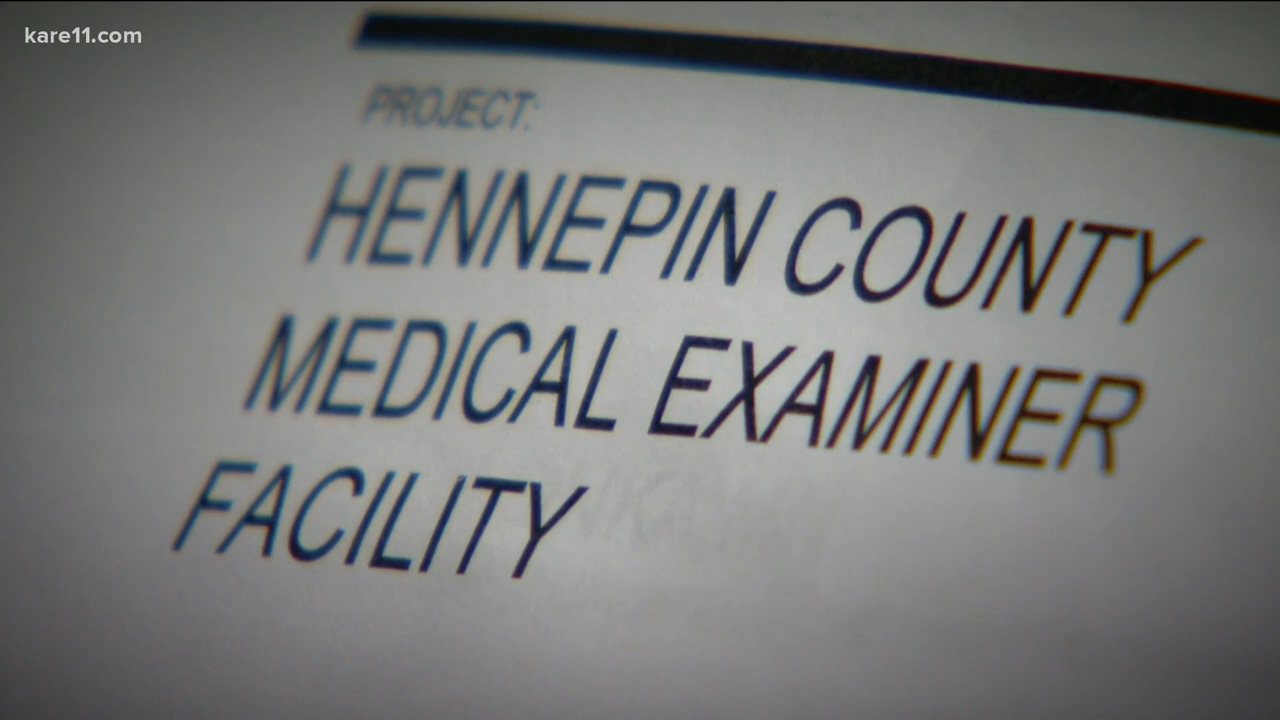 kare11.com
PROJECT:
HENNEPIN COUNTY
MEDICAL EXAMINER
FACILITY